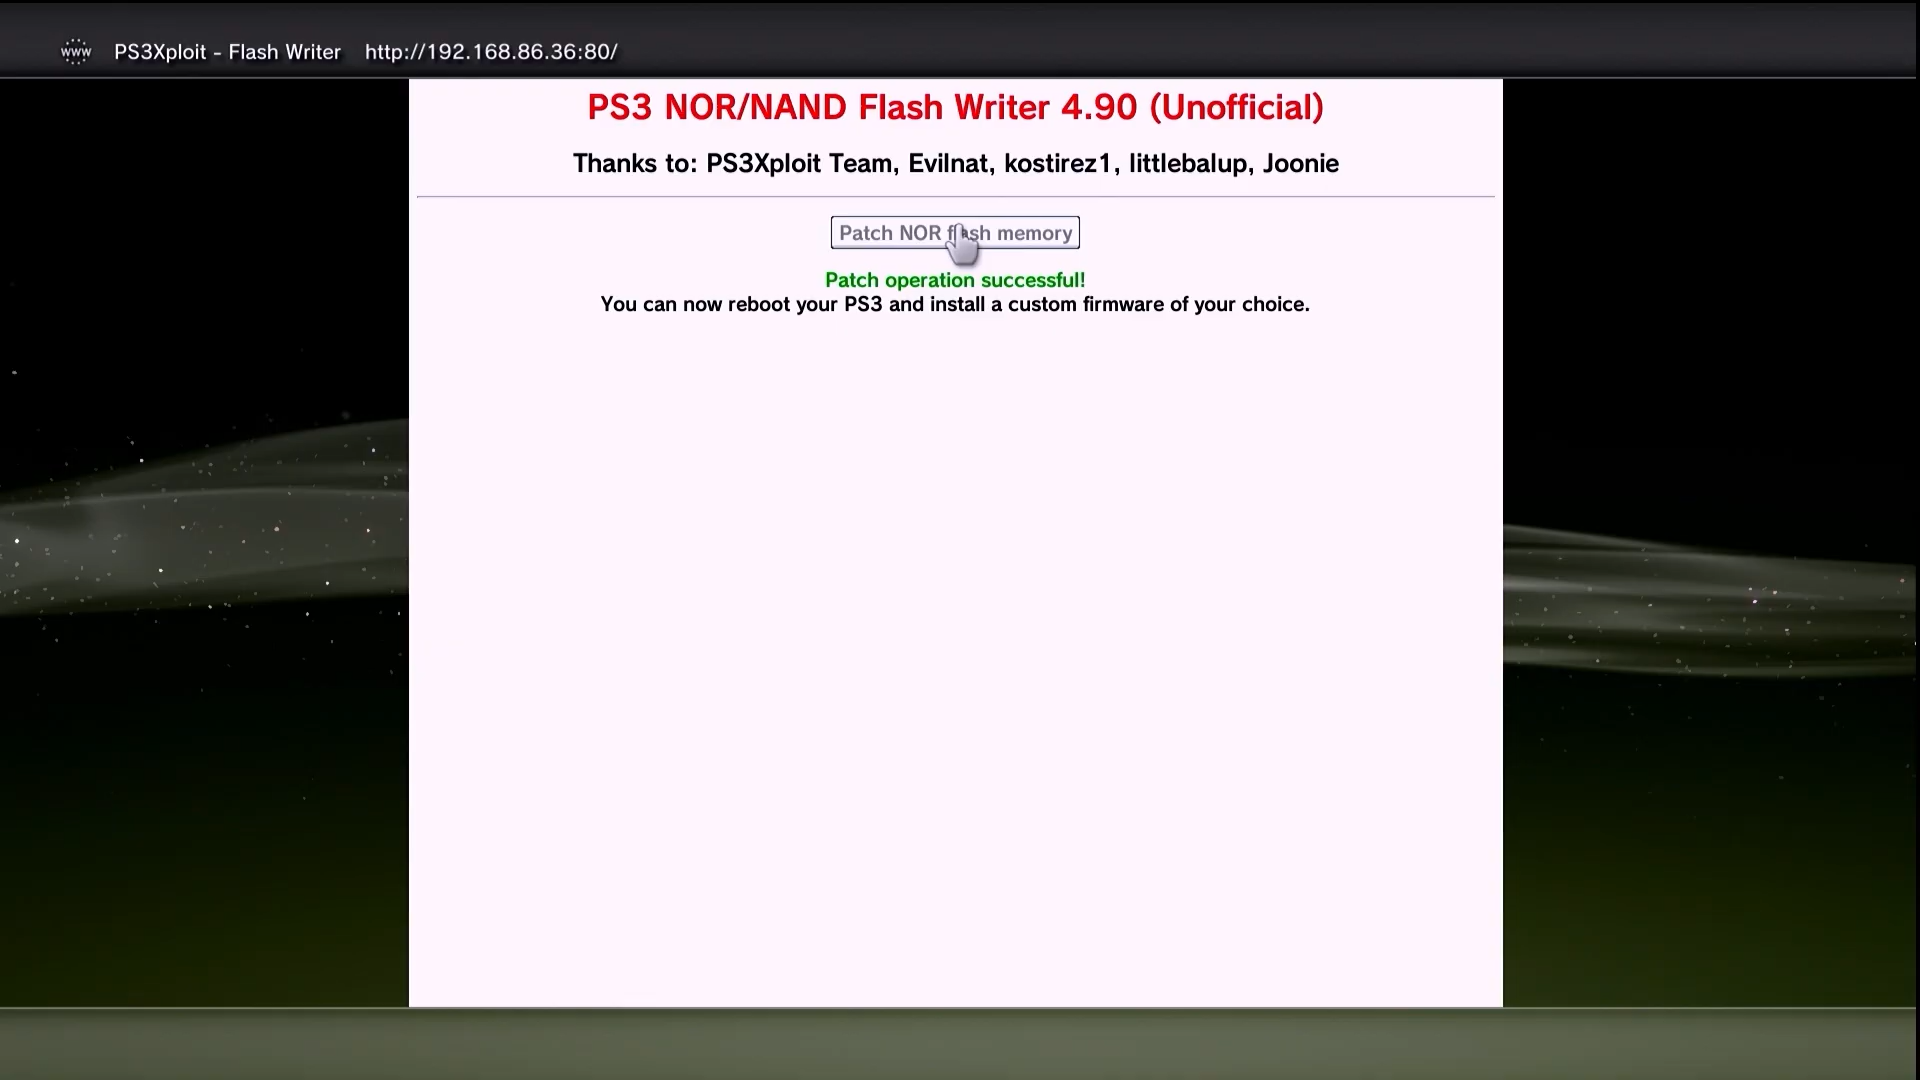 www PS3Xploit - Flash Writer http://192.168.86.36:80/
PS3 NOR/NAND Flash Writer 4.90 (Unofficial)
Thanks to: PS3Xploit Team, Evilnat, kostirez1, littlebalup, Joonie
Patch NOR flash memory
Patch operation successful!
You can now reboot your PS3 and install a custom firmware of your choice.